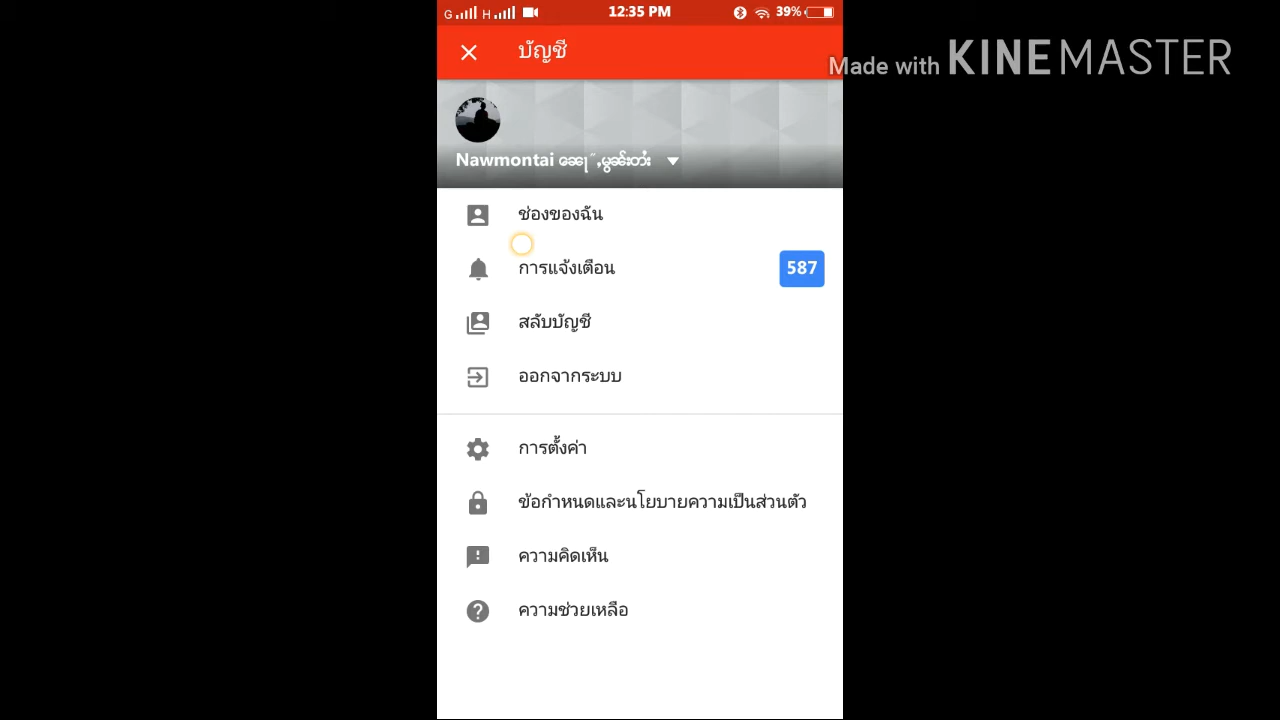 G H 12:35 PM 39%
บัญชี
Made with KINEMASTER
Nawmontai
ช่องของฉัน
การแจ้งเตือน 587
สลับบัญชี
ออกจากระบบ
การตั้งค่า
ข้อกำหนดและนโยบายความเป็นส่วนตัว
ความคิดเห็น
ความช่วยเหลือ